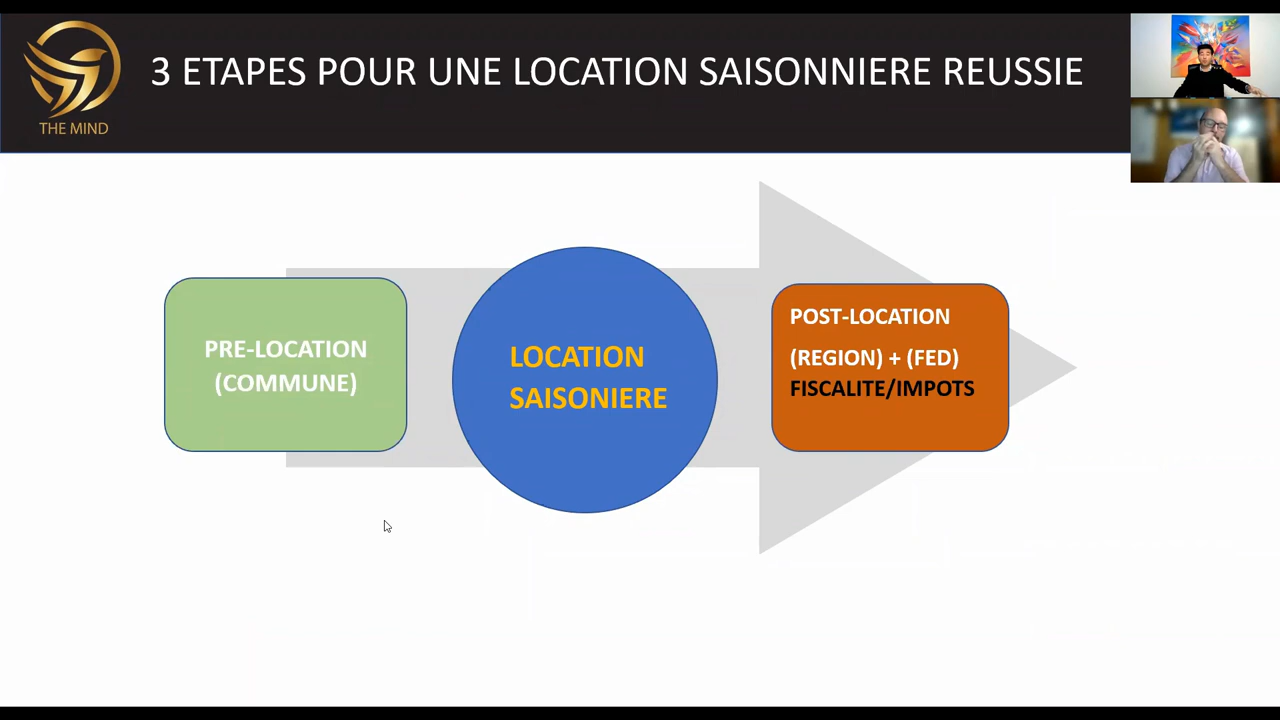 3 ETAPES POUR UNE LOCATION SAISONNIERE REUSSIE
THE MIND
PRE-LOCATION
(COMMUNE)
LOCATION
SAISONIERE
POST-LOCATION
(REGION) + (FED)
FISCALITE/IMPOTS